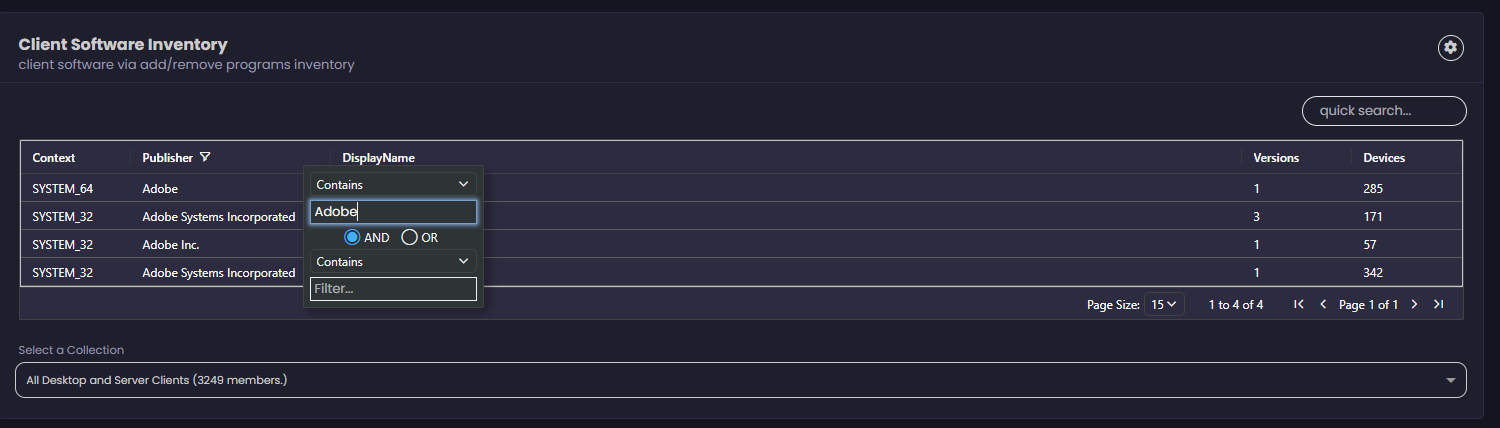 Client Software Inventory
client software via add/remove programs inventory
quick search...
Context Publisher DisplayName Versions Devices
SYSTEM_64 Adobe 1 285
SYSTEM_32 Adobe Systems Incorporated 3 171
SYSTEM_32 Adobe Inc. 1 57
SYSTEM_32 Adobe Systems Incorporated 1 342
Contains
Adobe
AND OR
Contains
Filter...
Page Size: 15 1 to 4 of 4 Page 1 of 1
Select a Collection
All Desktop and Server Clients (3249 members.)